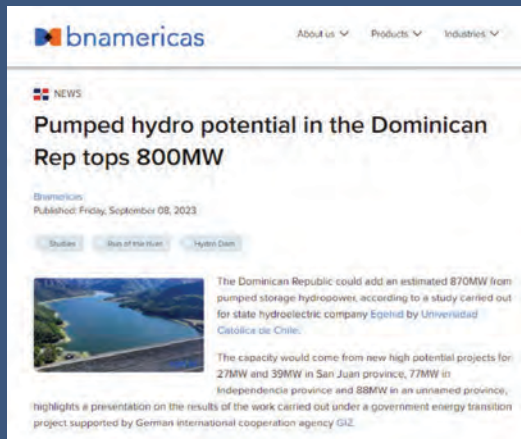 bnamericas
About us Products Industries
NEWS
Pumped hydro potential in the Dominican
Rep tops 800MW
Bnamericas
Published: Friday, September 08, 2023
Studies Run of the River Hydro Dam
The Dominican Republic could add an estimated 870MW from
pumped storage hydropower, according to a study carried out
for state hydroelectric company Egehid by Universidad
Católica de Chile.
The capacity would come from new high potential projects for
27MW and 39MW in San Juan province, 77MW in
Independencia province and 88MW in an unnamed province,
highlights a presentation on the results of the work carried out under a government energy transition
project supported by German international cooperation agency GIZ.